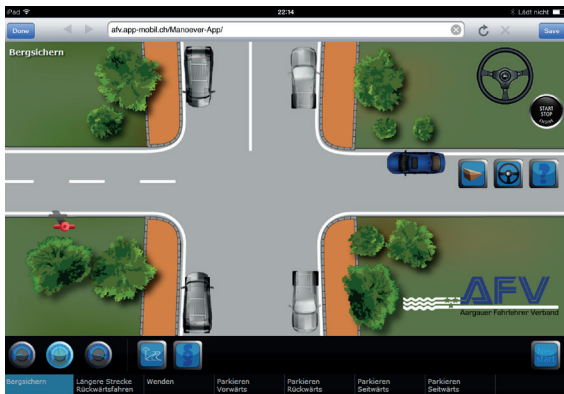 iPad
22:14
Lädt nicht
Done
afv.app-mobil.ch/Manoever-App/
Save
Bergsichern
START
STOP
AFV
Aargauer Fahrlehrer Verband
Bergsichern
Längere Strecke
Rückwärtsfahren
Wenden
Parkieren
Vorwärts
Parkieren
Rückwärts
Parkieren
Seitwärts
Parkieren
Seitwärts